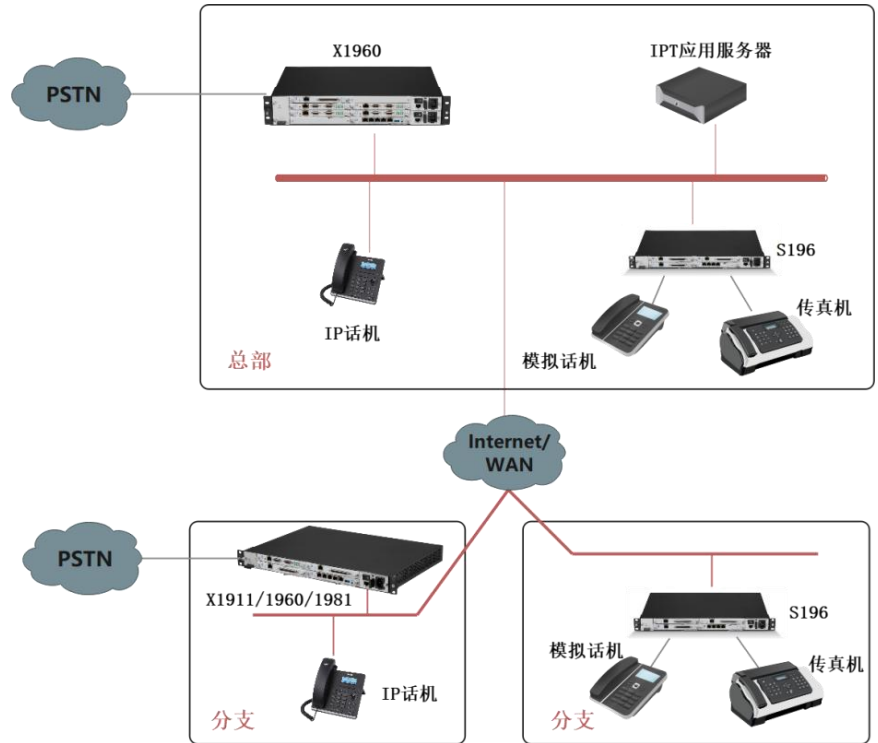 X1960
IPT应用服务器
PSTN
S196
IP话机
模拟话机
传真机
总部
Internet/
WAN
PSTN
X1911/1960/1981
IP话机
分支
S196
模拟话机
传真机
分支